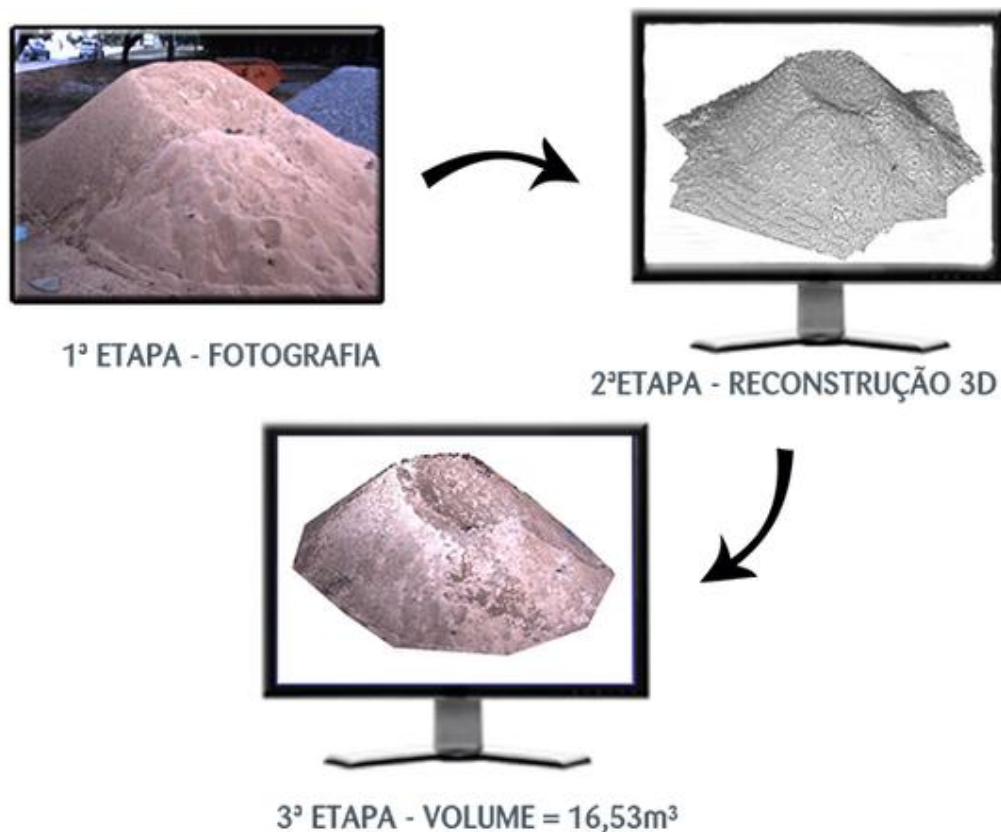 1ª ETAPA - FOTOGRAFIA
2ªETAPA - RECONSTRUÇÃO 3D
3ª ETAPA - VOLUME = 16,53m³